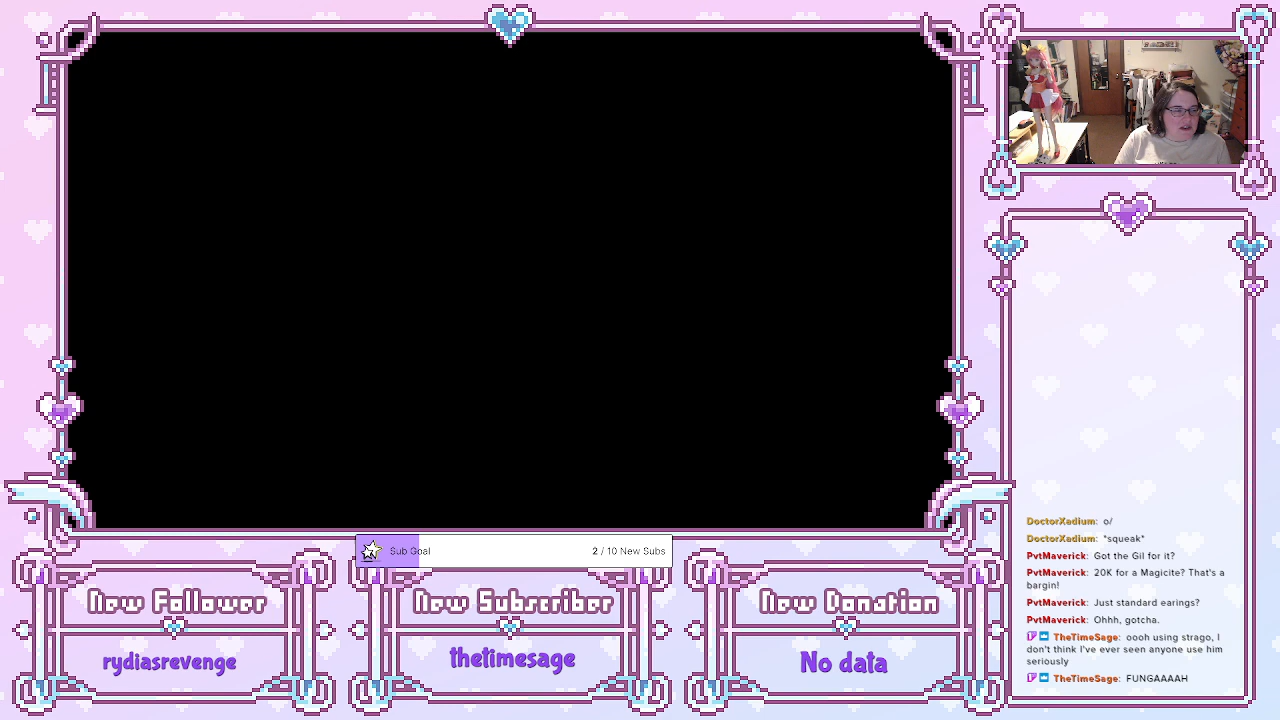 Sub Goal
2 / 10 New Subs
New Follower
New Subscriber
New Donation
rydiasrevenge
thetimesage
No data
DoctorXadium: o/
DoctorXadium: *squeak*
PvtMaverick: Got the Gil for it?
PvtMaverick: 20K for a Magicite? That's a
bargin!
PvtMaverick: Just standard earings?
PvtMaverick: Ohhh, gotcha.
TheTimeSage: oooh using strago, I
don't think I've ever seen anyone use him
seriously
TheTimeSage: FUNGAAAAH